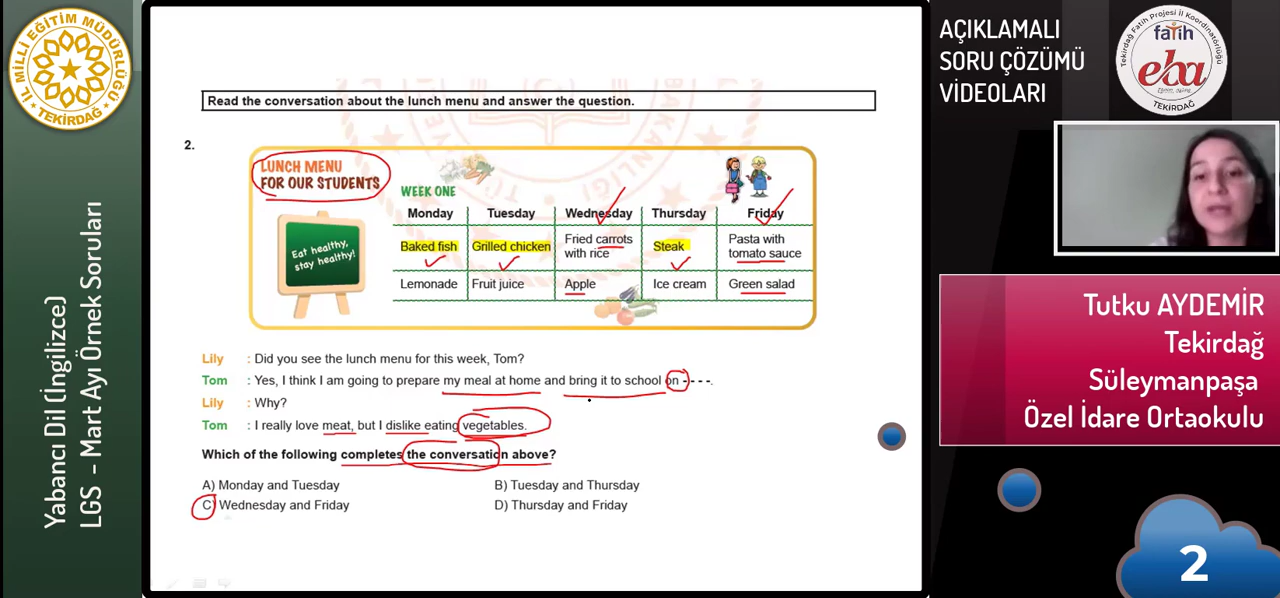 İL MİLLİ EĞİTİM MÜDÜRLÜĞÜ
TEKİRDAĞ
Yabancı Dil (İngilizce)
LGS - Mart Ayı Örnek Soruları
Read the conversation about the lunch menu and answer the question.
2.
LUNCH MENU
FOR OUR STUDENTS
Eat healthy,
stay healthy!
WEEK ONE
Monday Tuesday Wednesday Thursday Friday
Baked fish Grilled chicken Fried carrots with rice Steak Pasta with tomato sauce
Lemonade Fruit juice Apple Ice cream Green salad
Lily : Did you see the lunch menu for this week, Tom?
Tom : Yes, I think I am going to prepare my meal at home and bring it to school on - - - -.
Lily : Why?
Tom : I really love meat, but I dislike eating vegetables.
Which of the following completes the conversation above?
A) Monday and Tuesday
B) Tuesday and Thursday
C) Wednesday and Friday
D) Thursday and Friday
AÇIKLAMALI
SORU ÇÖZÜMÜ
VİDEOLARI
Tekirdağ Fatih Projesi İl Koordinatörlüğü
fatih
eba
TEKİRDAĞ
Tutku AYDEMİR
Tekirdağ
Süleymanpaşa
Özel İdare Ortaokulu
2